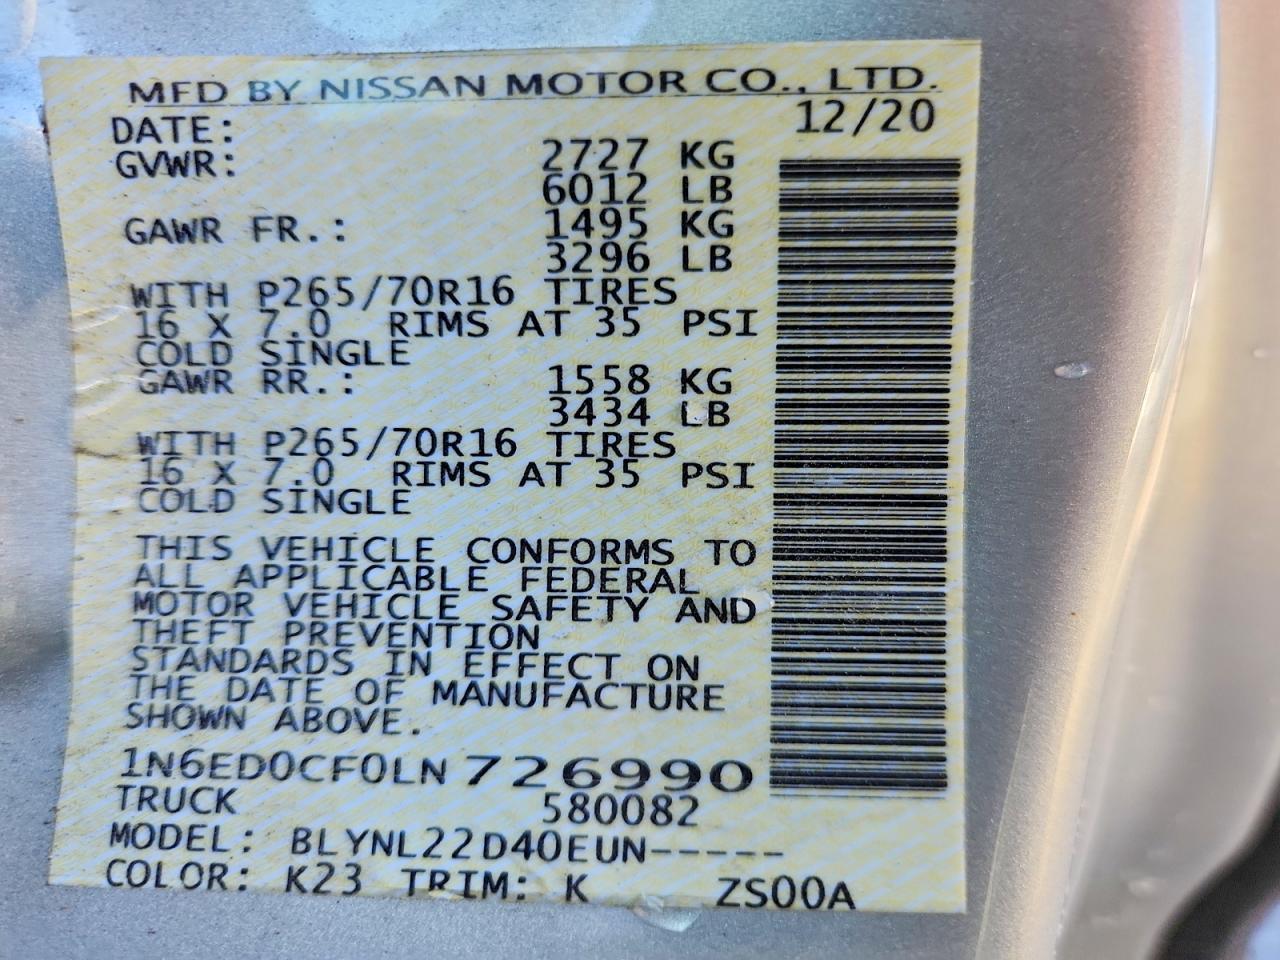 MFD BY NISSAN MOTOR CO., LTD.
DATE: 12/20
GVWR: 2727 KG
6012 LB
GAWR FR.: 1495 KG
3296 LB
WITH P265/70R16 TIRES
16 X 7.0 RIMS AT 35 PSI
COLD SINGLE
GAWR RR.: 1558 KG
3434 LB
WITH P265/70R16 TIRES
16 X 7.0 RIMS AT 35 PSI
COLD SINGLE
THIS VEHICLE CONFORMS TO
ALL APPLICABLE FEDERAL
MOTOR VEHICLE SAFETY AND
THEFT PREVENTION
STANDARDS IN EFFECT ON
THE DATE OF MANUFACTURE
SHOWN ABOVE.
1N6ED0CF0LN726990
TRUCK 580082
MODEL: BLYNL22D40EUN-----
COLOR: K23 TRIM: K ZS00A